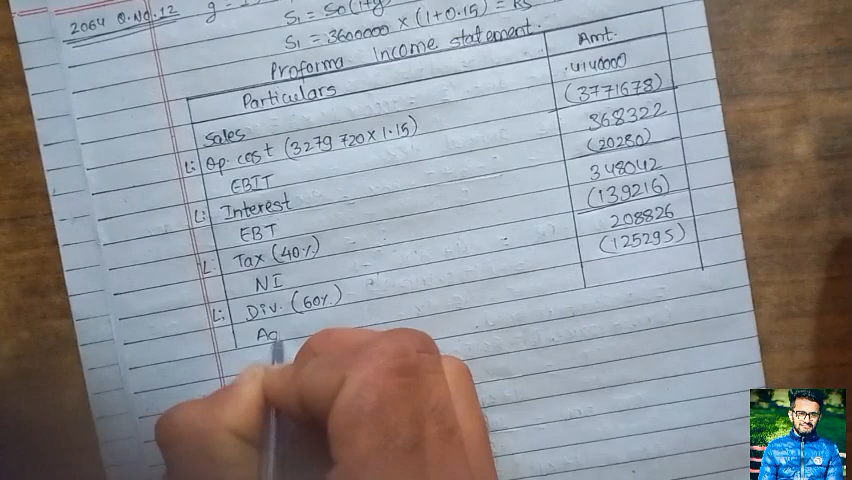 2064 Q.NO.12
S₁ = S0(1+g)
S₁ = 3600000 × (1+0.15) = RS
Proforma Income statement.
Particulars Amt.
Sales 4140000
L: Op. cost (3279720×1.15) (3771678)
EBIT 368322
L: Interest (20280)
EBT 348042
L: Tax (40%) (139216)
NI 208826
L: Div. (60%) (125295)